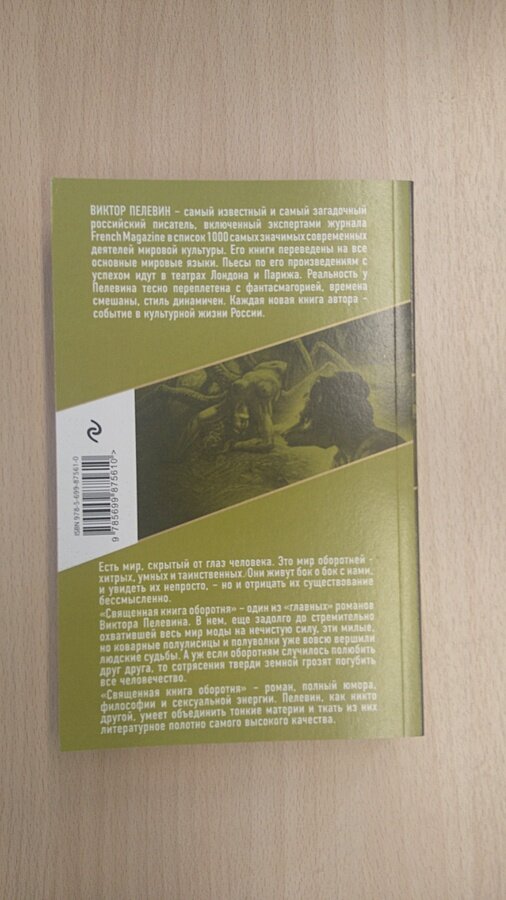 ВИКТОР ПЕЛЕВИН – самый известный и самый загадочный
российский писатель, включенный экспертами журнала
French Magazine в список 1000 самых значимых современных
деятелей мировой культуры. Его книги переведены на все
основные мировые языки. Пьесы по его произведениям с
успехом идут в театрах Лондона и Парижа. Реальность у
Пелевина тесно переплетена с фантасмагорией, времена
смешаны, стиль динамичен. Каждая новая книга автора –
событие в культурной жизни России.
ISBN 978-5-699-87561-0
9 785699 875610 >
Есть мир, скрытый от глаз человека. Это мир оборотней –
хитрых, умных и таинственных. Они живут бок о бок с нами,
и увидеть их непросто, – но и отрицать их существование
бессмысленно.
«Священная книга оборотня» – один из «главных» романов
Виктора Пелевина. В нем, еще задолго до стремительно
охватившей весь мир моды на нечистую силу, эти милые,
но коварные полулисицы и полуволки уже вовсю вершили
людские судьбы. А уж если оборотням случилось полюбить
друг друга, то сотрясения тверди земной грозят погубить
все человечество.
«Священная книга оборотня» – роман, полный юмора,
философии и сексуальной энергии. Пелевин, как никто
другой, умеет объединить тонкие материи и ткать из них
литературное полотно самого высокого качества.